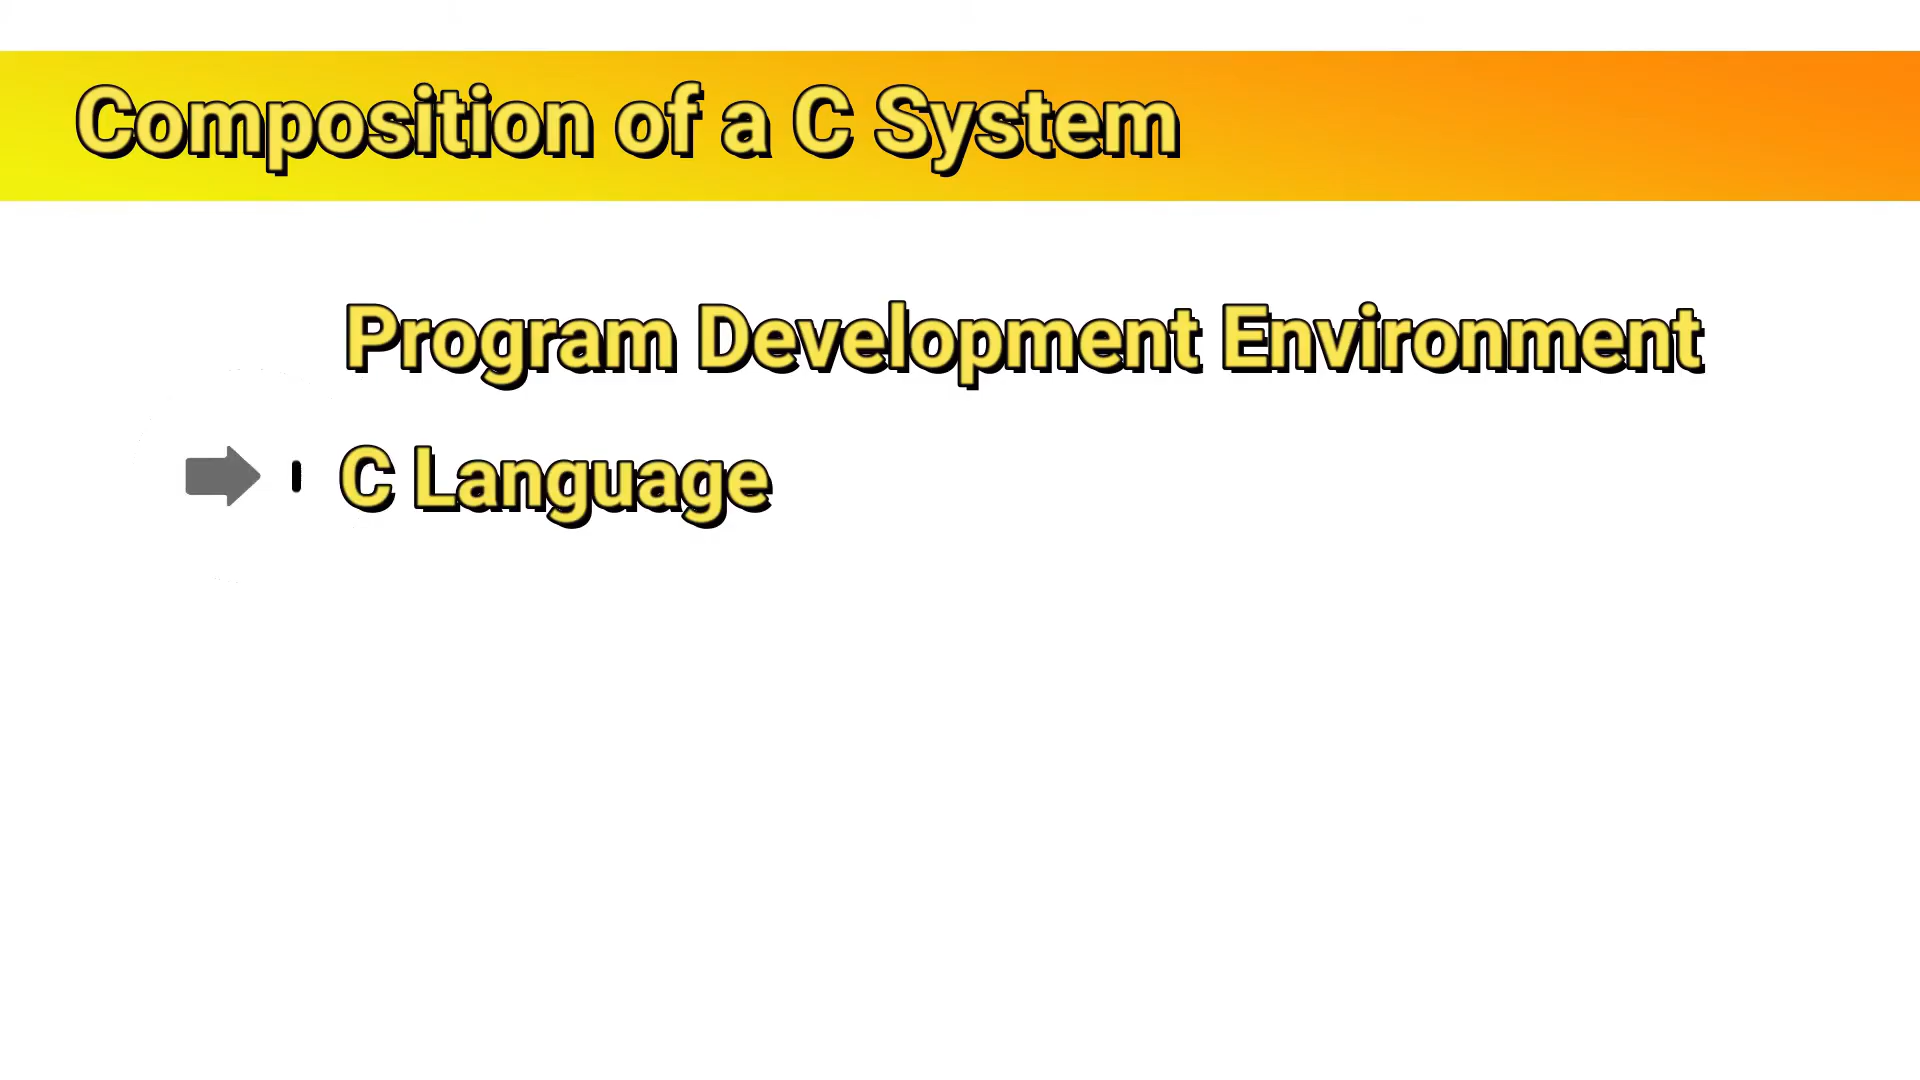 Composition of a C System
Program Development Environment
C Language